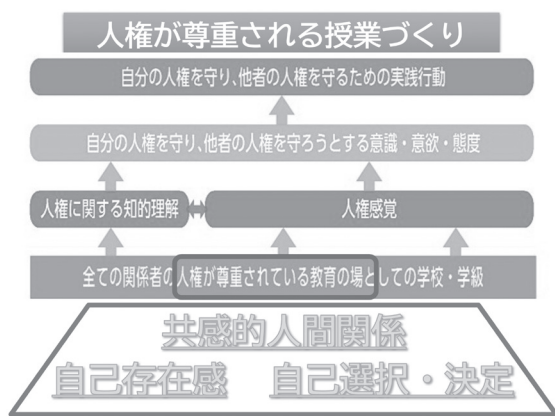 人権が尊重される授業づくり
自分の人権を守り、他者の人権を守るための実践行動
自分の人権を守り、他者の人権を守ろうとする意識・意欲・態度
人権に関する知的理解
人権感覚
全ての関係者の人権が尊重されている教育の場としての学校・学級
共感的人間関係
自己存在感 自己選択・決定